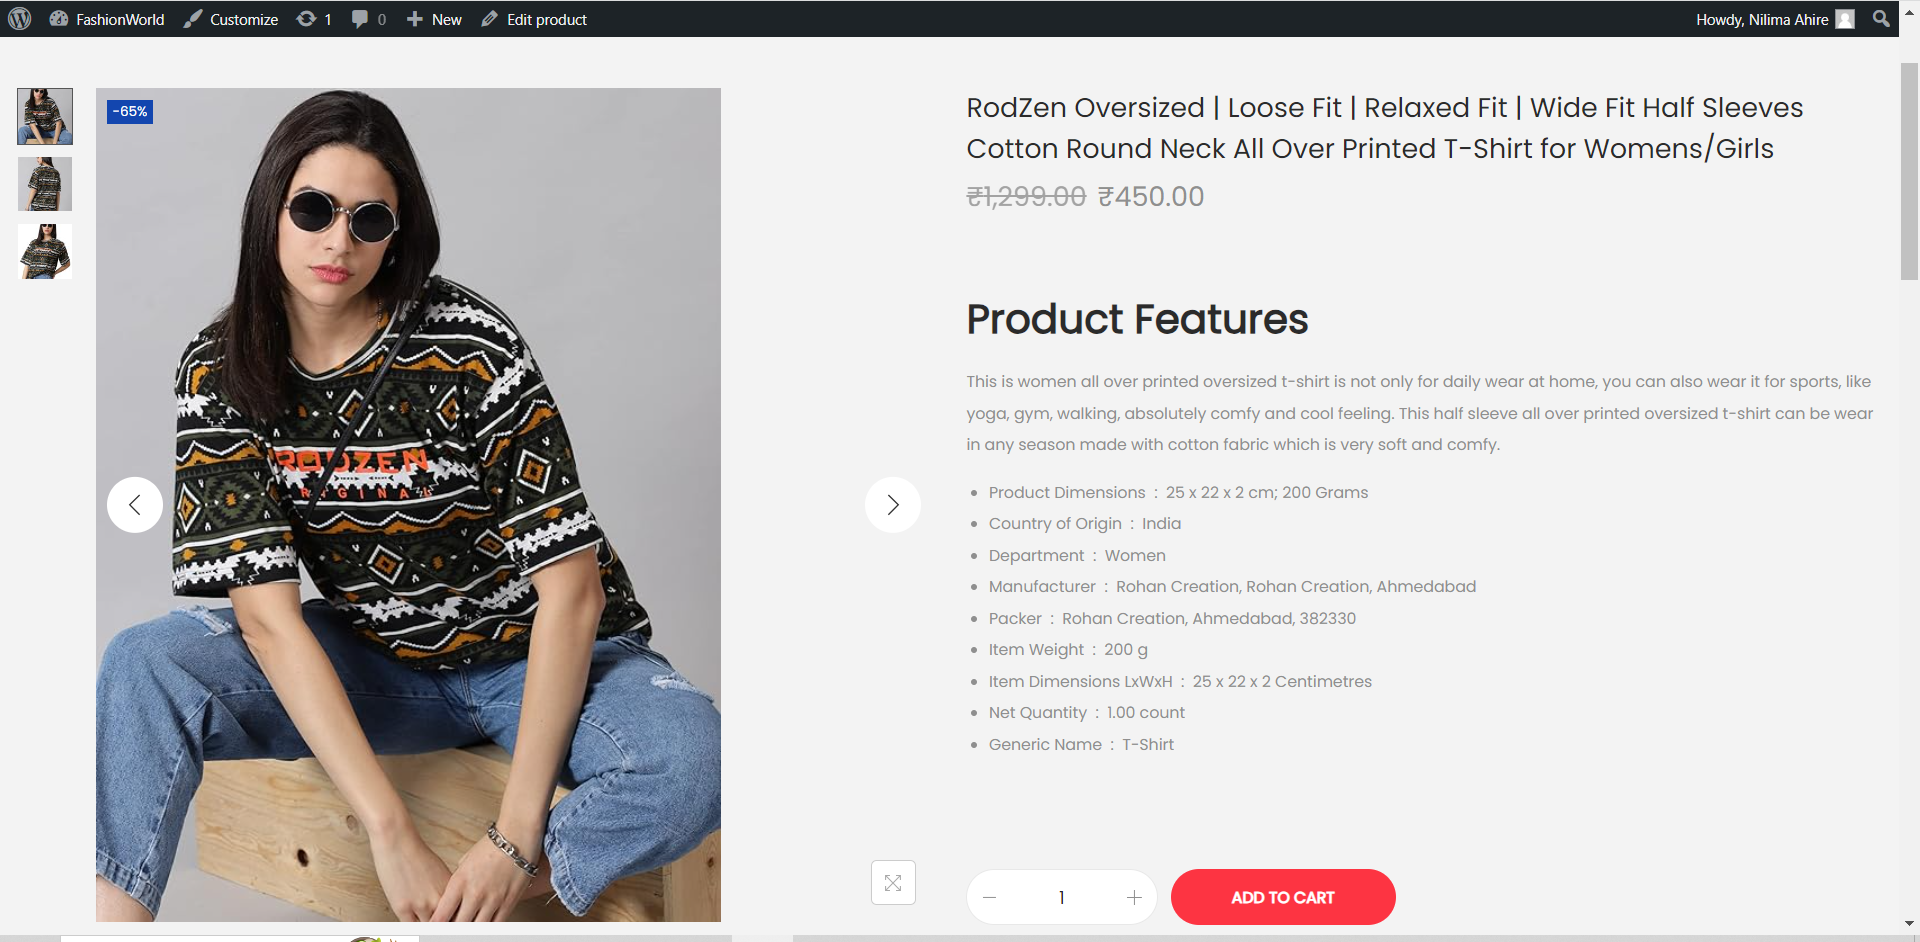 FashionWorld Customize 1 0 New Edit product Howdy, Nilima Ahire
-65%
RODZEN
ORIGINAL
RodZen Oversized | Loose Fit | Relaxed Fit | Wide Fit Half Sleeves
Cotton Round Neck All Over Printed T-Shirt for Womens/Girls
₹1,299.00 ₹450.00
Product Features
This is women all over printed oversized t-shirt is not only for daily wear at home, you can also wear it for sports, like
yoga, gym, walking, absolutely comfy and cool feeling. This half sleeve all over printed oversized t-shirt can be wear
in any season made with cotton fabric which is very soft and comfy.
Product Dimensions : 25 x 22 x 2 cm; 200 Grams
Country of Origin : India
Department : Women
Manufacturer : Rohan Creation, Rohan Creation, Ahmedabad
Packer : Rohan Creation, Ahmedabad, 382330
Item Weight : 200 g
Item Dimensions LxWxH : 25 x 22 x 2 Centimetres
Net Quantity : 1.00 count
Generic Name : T-Shirt
1
ADD TO CART